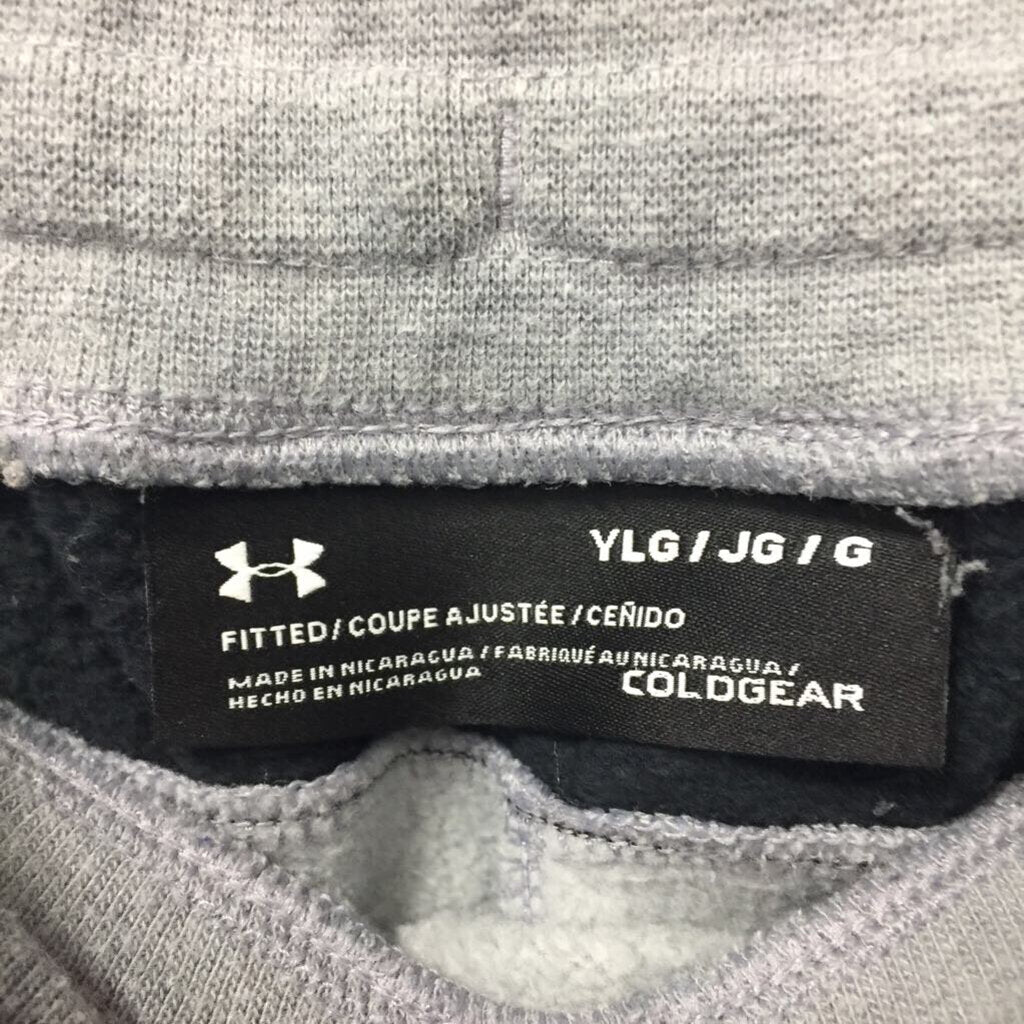 YLG / JG / G
FITTED / COUPE AJUSTÉE / CEÑIDO
MADE IN NICARAGUA / FABRIQUÉ AU NICARAGUA /
HECHO EN NICARAGUA
COLDGEAR